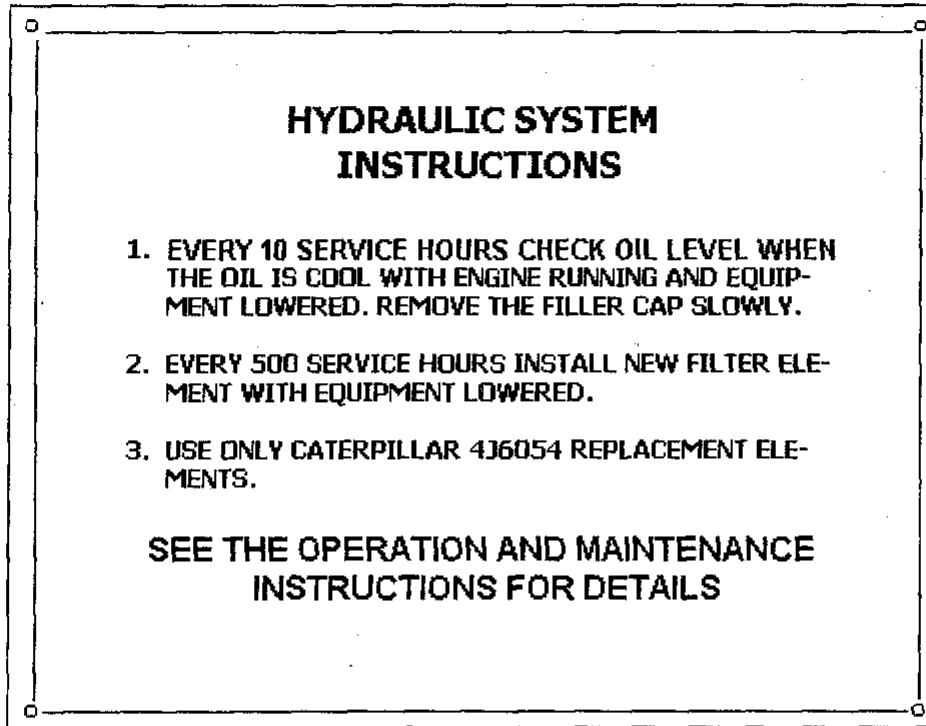 HYDRAULIC SYSTEM
INSTRUCTIONS
1. EVERY 10 SERVICE HOURS CHECK OIL LEVEL WHEN
THE OIL IS COOL WITH ENGINE RUNNING AND EQUIP-
MENT LOWERED. REMOVE THE FILLER CAP SLOWLY.
2. EVERY 500 SERVICE HOURS INSTALL NEW FILTER ELE-
MENT WITH EQUIPMENT LOWERED.
3. USE ONLY CATERPILLAR 4J6054 REPLACEMENT ELE-
MENTS.
SEE THE OPERATION AND MAINTENANCE
INSTRUCTIONS FOR DETAILS